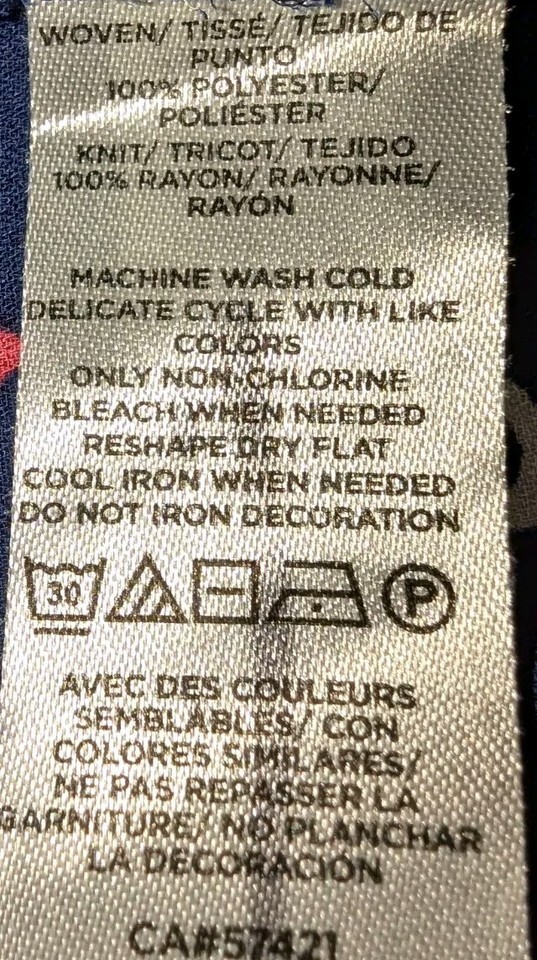 WOVEN/ TISSÉ/ TEJIDO DE
PUNTO
100% POLYESTER/
POLIÉSTER
KNIT/ TRICOT/ TEJIDO
100% RAYON/ RAYONNE/
RAYÓN
MACHINE WASH COLD
DELICATE CYCLE WITH LIKE
COLORS
ONLY NON-CHLORINE
BLEACH WHEN NEEDED
RESHAPE DRY FLAT
COOL IRON WHEN NEEDED
DO NOT IRON DECORATION
30 P
AVEC DES COULEURS
SEMBLABLES/ CON
COLORES SIMILARES/
NE PAS REPASSER LA
GARNITURE/ NO PLANCHAR
LA DECORACIÓN
CA#57421